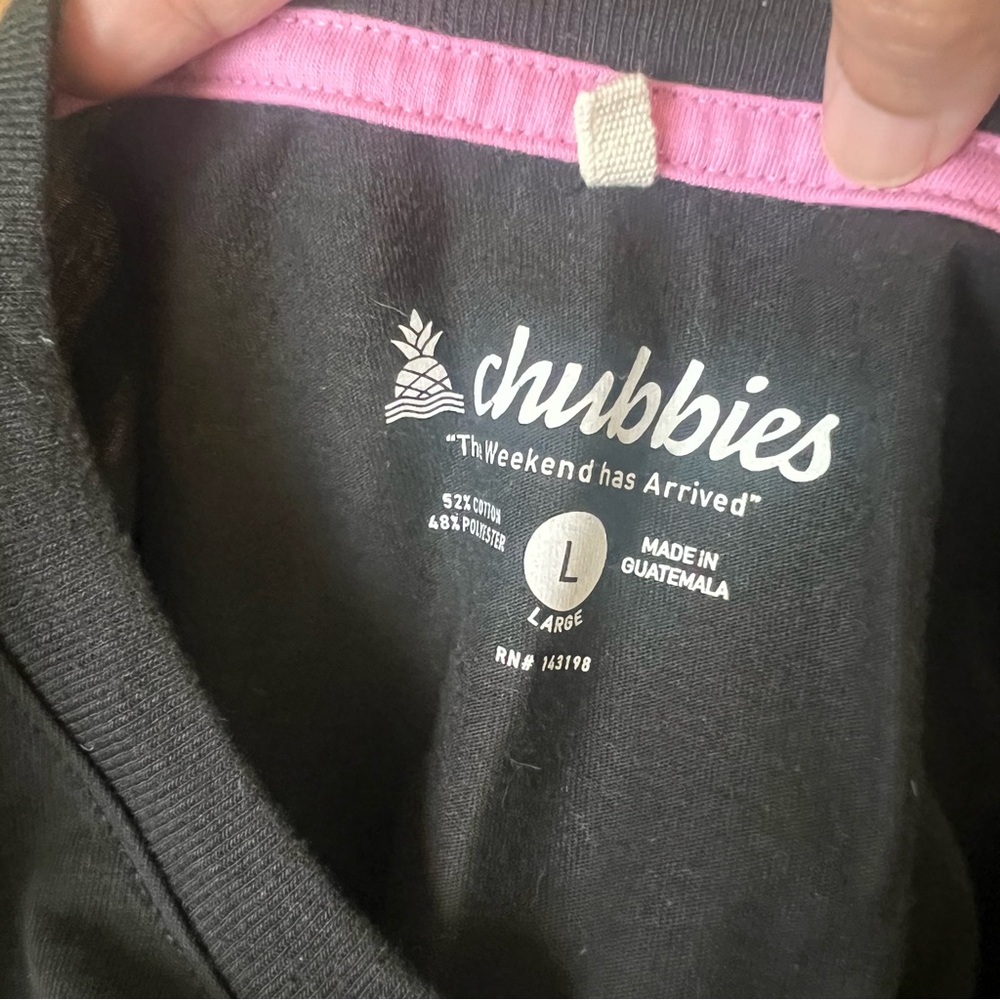 chubbies
"The Weekend has Arrived"
52% COTTON
48% POLYESTER
L
LARGE
MADE IN
GUATEMALA
RN# 143198